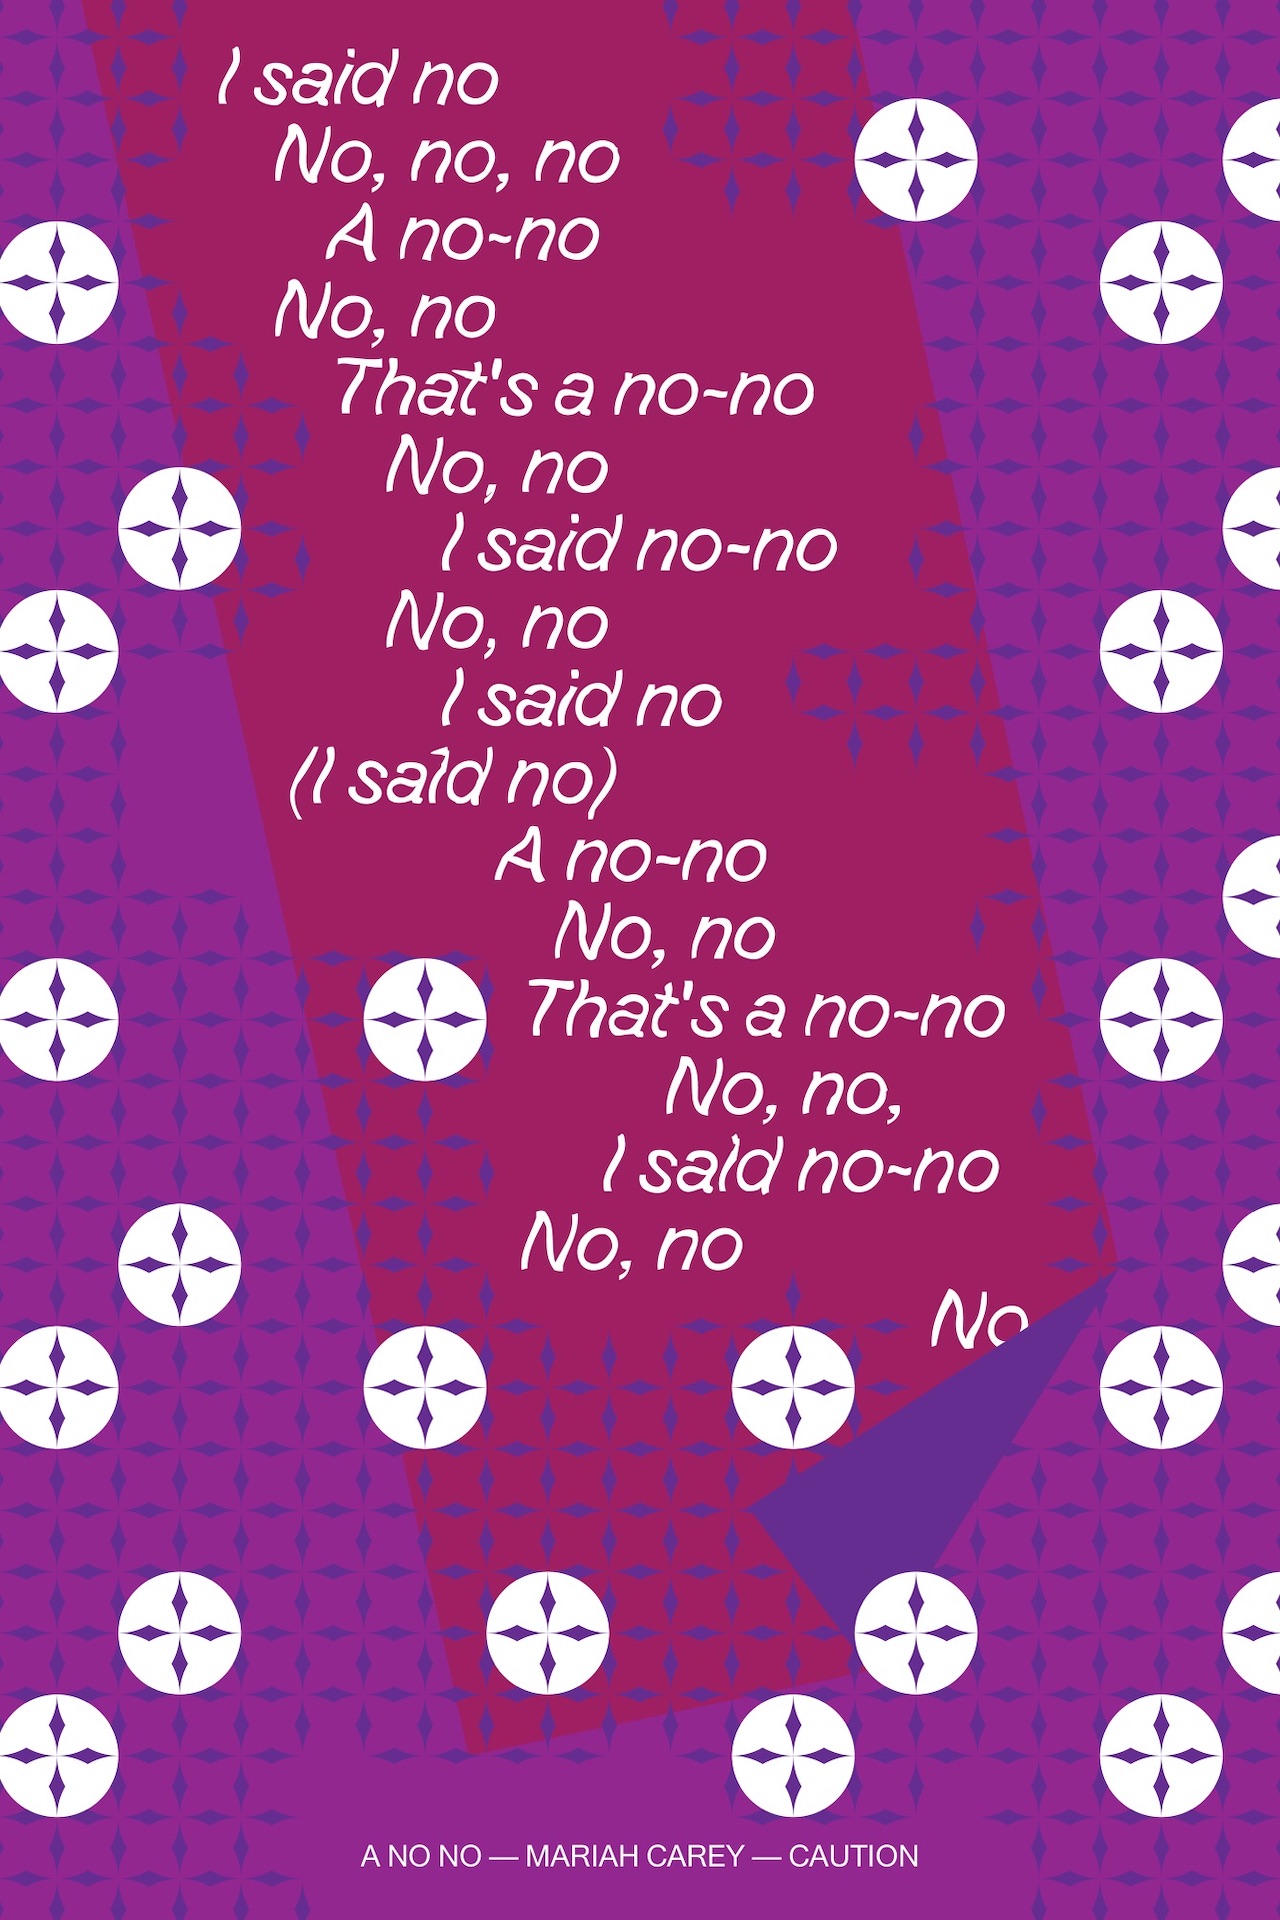 I said no
No, no, no
A no-no
No, no
That's a no-no
No, no
I said no-no
No, no
I said no
(I said no)
A no-no
No, no
That's a no-no
No, no,
I said no-no
No, no
No
A NO NO — MARIAH CAREY — CAUTION